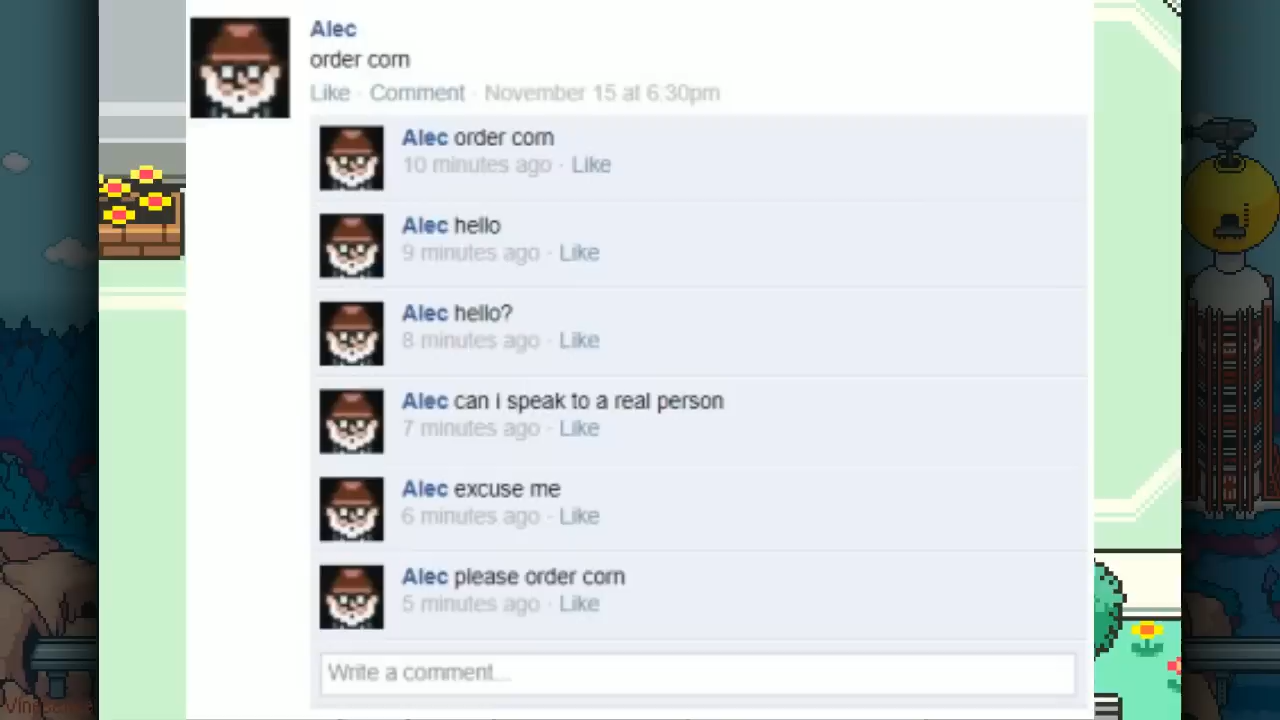 Alec
order corn
Like · Comment · November 15 at 6:30pm
Alec order corn
10 minutes ago · Like
Alec hello
9 minutes ago · Like
Alec hello?
8 minutes ago · Like
Alec can i speak to a real person
7 minutes ago · Like
Alec excuse me
6 minutes ago · Like
Alec please order corn
5 minutes ago · Like
Write a comment...